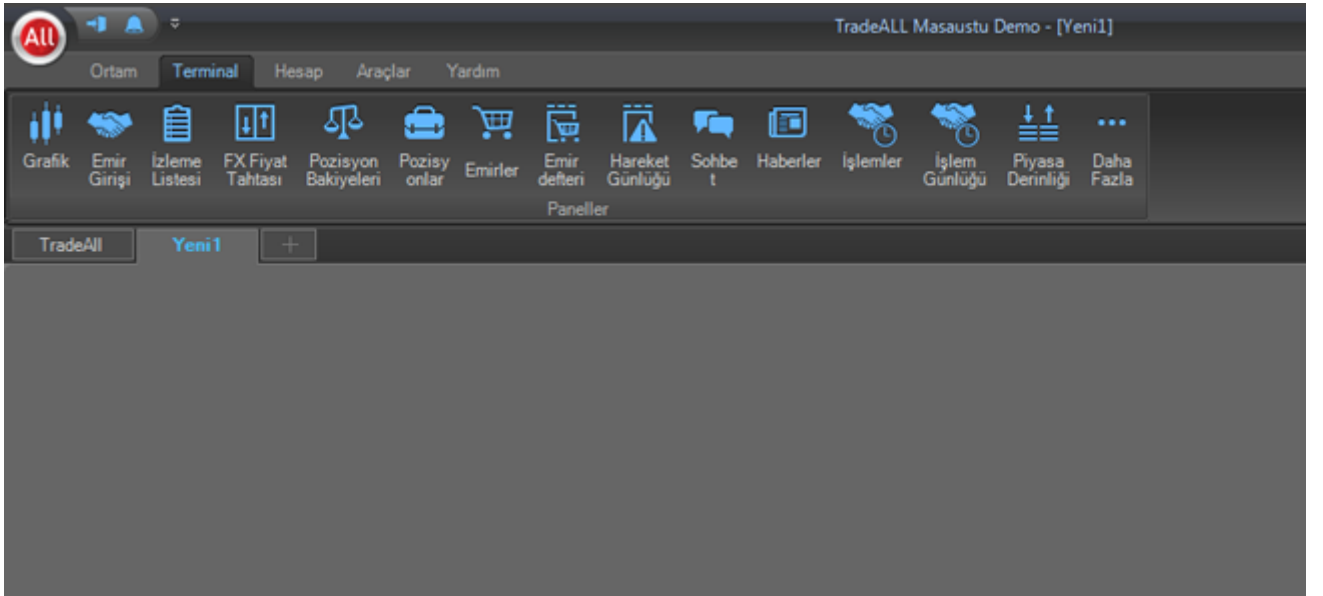 All
TradeALL Masaustu Demo - [Yeni1]
Ortam Terminal Hesap Araçlar Yardım
Grafik
Emir
Girişi
İzleme
Listesi
FX Fiyat
Tahtası
Pozisyon
Bakiyeleri
Pozisy
onlar
Emirler
Emir
defteri
Hareket
Günlüğü
Sohbe
t
Haberler
İşlemler
İşlem
Günlüğü
Piyasa
Derinliği
Daha
Fazla
Paneller
TradeAll Yeni1 +